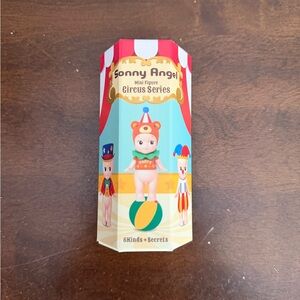 Sonny Angel
Mini Figure
Circus Series
6Kinds + Secrets